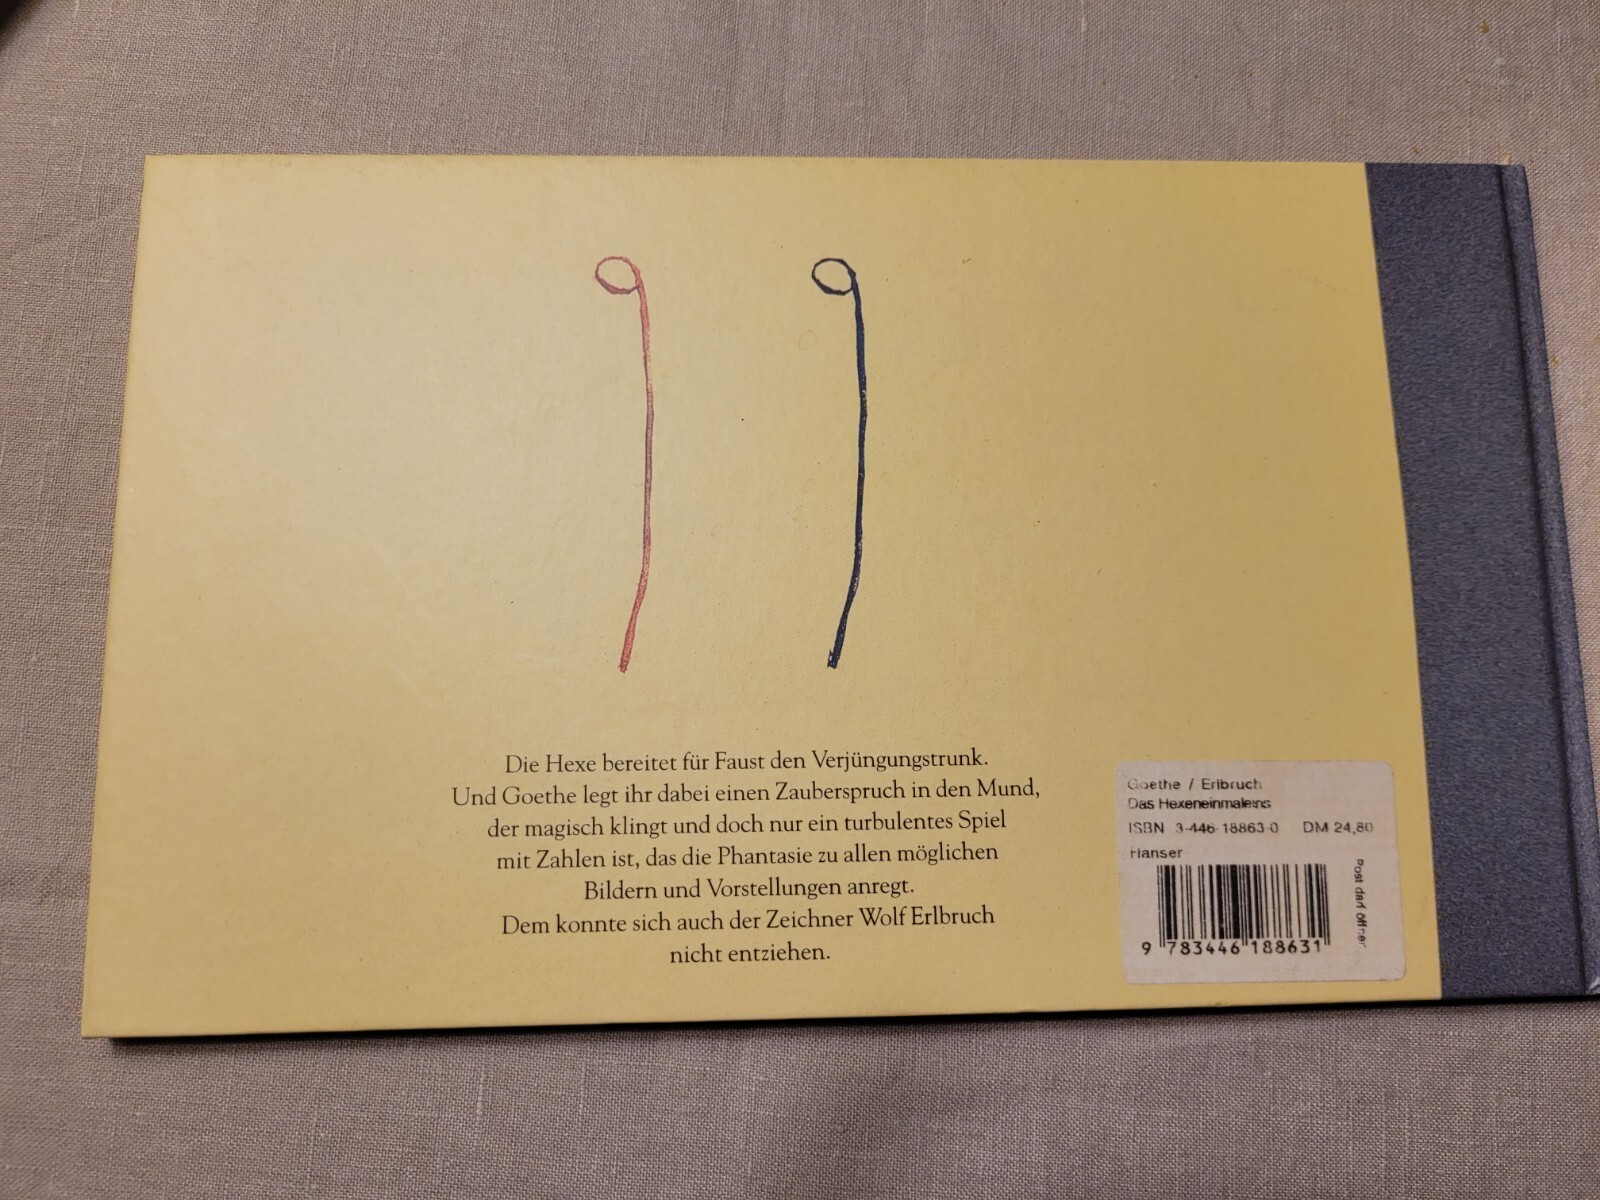 Die Hexe bereitet für Faust den Verjüngungstrunk.
Und Goethe legt ihr dabei einen Zauberspruch in den Mund,
der magisch klingt und doch nur ein turbulentes Spiel
mit Zahlen ist, das die Phantasie zu allen möglichen
Bildern und Vorstellungen anregt.
Dem konnte sich auch der Zeichner Wolf Erlbruch
nicht entziehen.
Goethe / Erlbruch
Das Hexeneinmaleins
ISBN 3-446-18863-0 DM 24,80
Hanser
Post darf öffnen
9 783446 188631